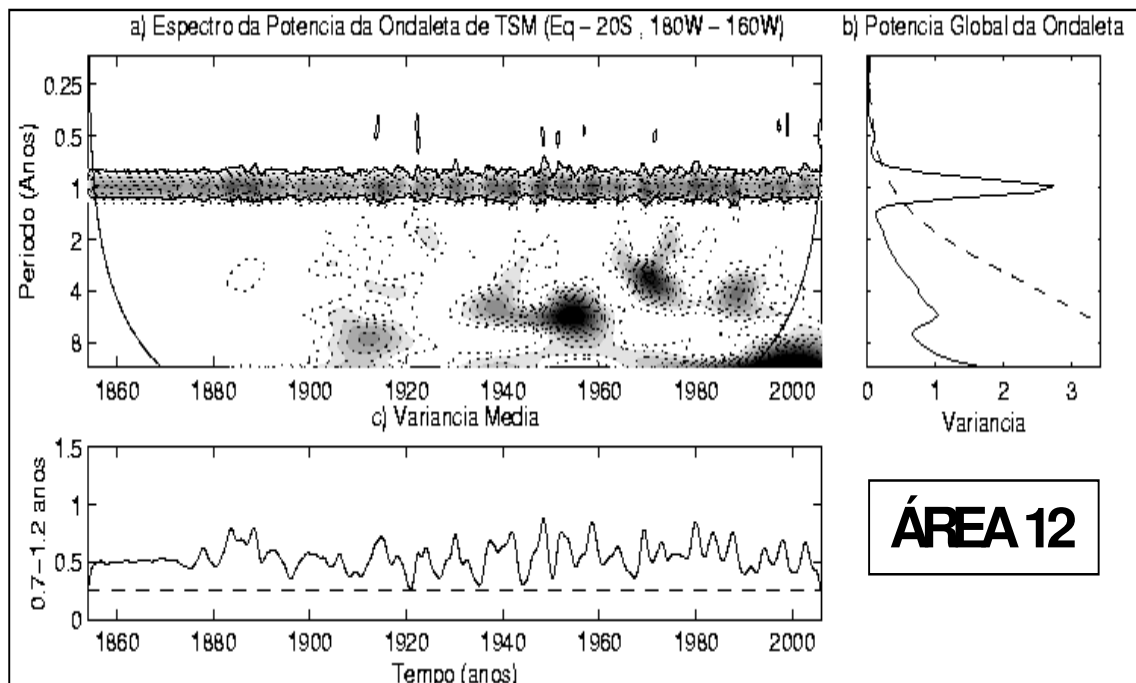 a) Espectro da Potencia da Ondaleta de TSM (Eq – 20S , 180W – 160W)
b) Potencia Global da Ondaleta
Periodo (Anos)
0.25
0.5
1
2
4
8
1860 1880 1900 1920 1940 1960 1980 2000
0 1 2 3
Variancia
c) Variancia Media
0.7–1.2 anos
1.5
1
0.5
0
1860 1880 1900 1920 1940 1960 1980 2000
Tempo (anos)
ÁREA 12